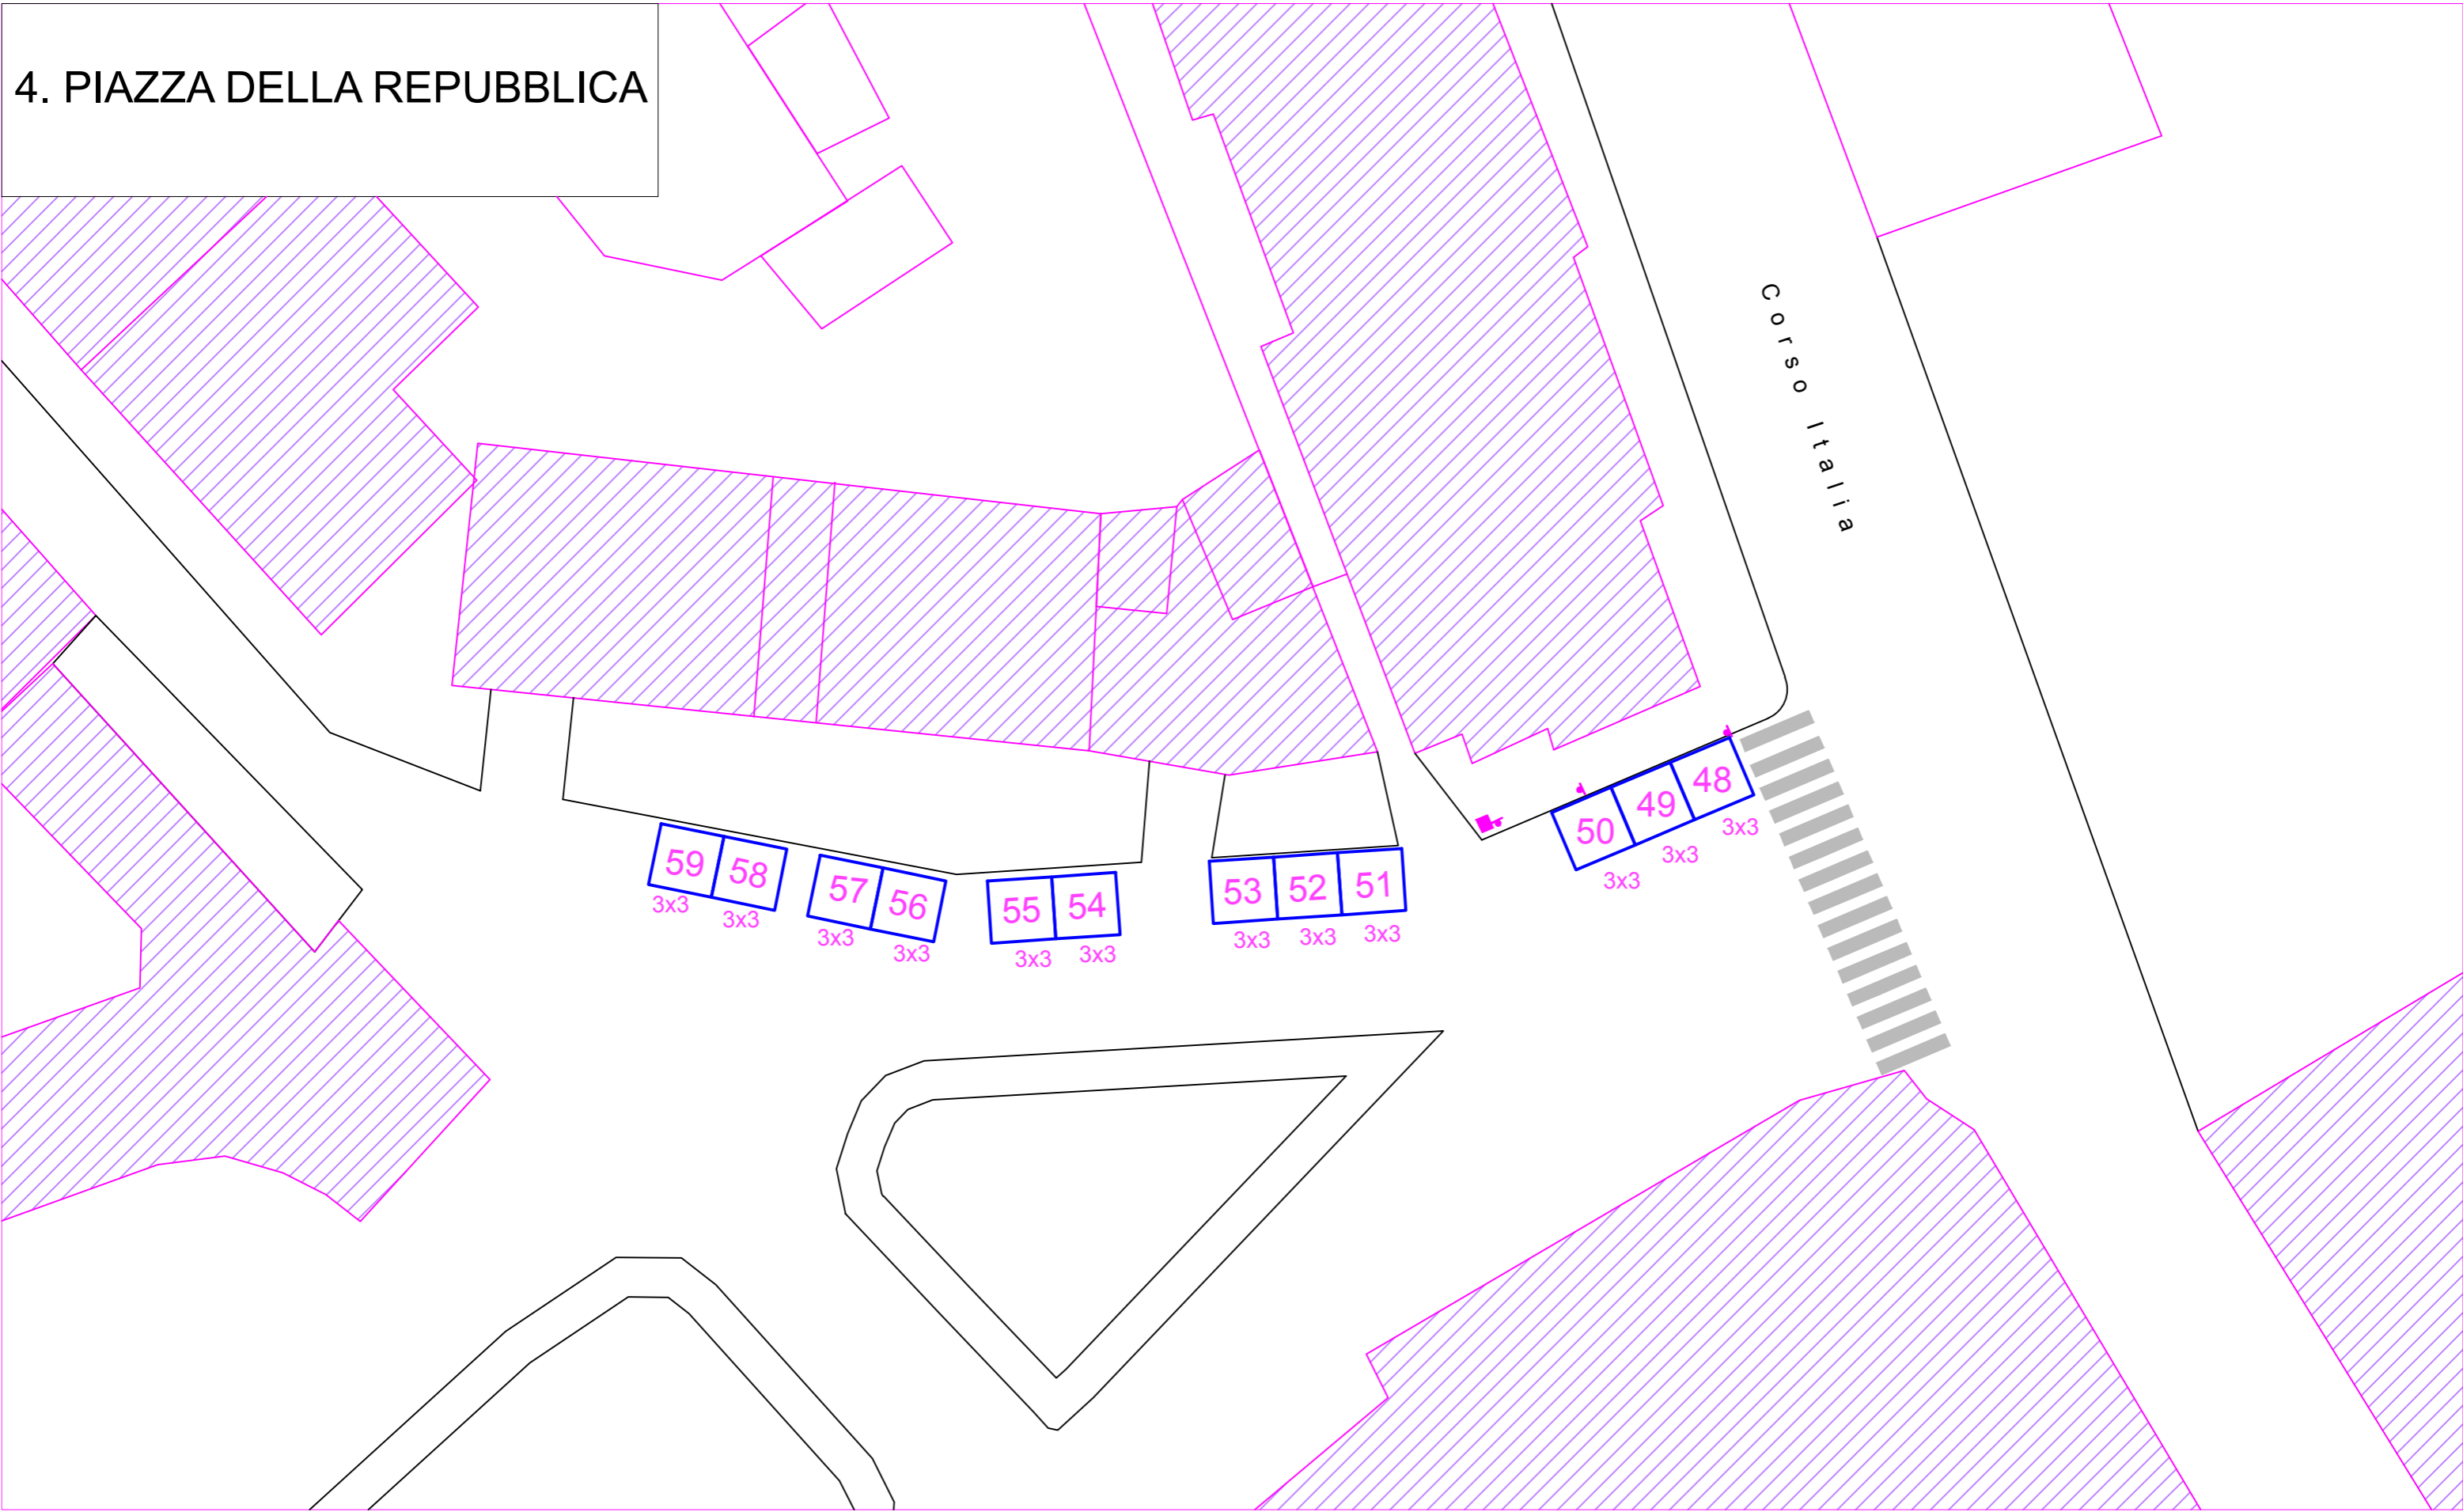 4. PIAZZA DELLA REPUBBLICA
Corso Italia
59 58 57 56 55 54 53 52 51 50 49 48
3x3 3x3 3x3 3x3 3x3 3x3 3x3 3x3 3x3 3x3 3x3 3x3